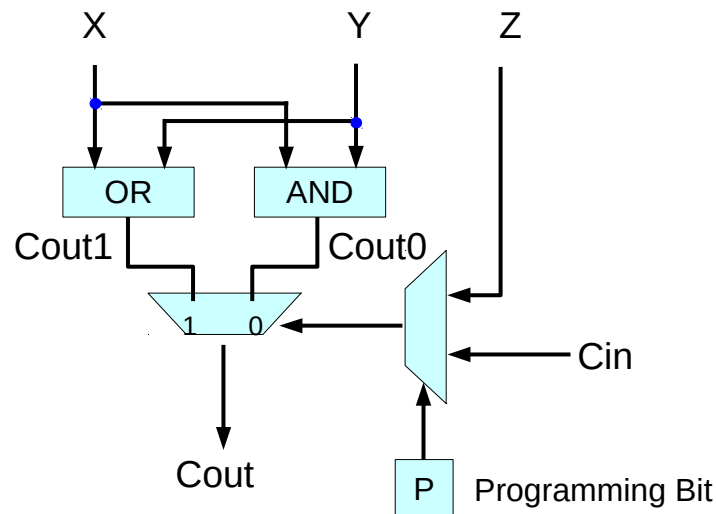 X Y Z
OR AND
Cout1 Cout0
1 0
Cin
Cout
P Programming Bit